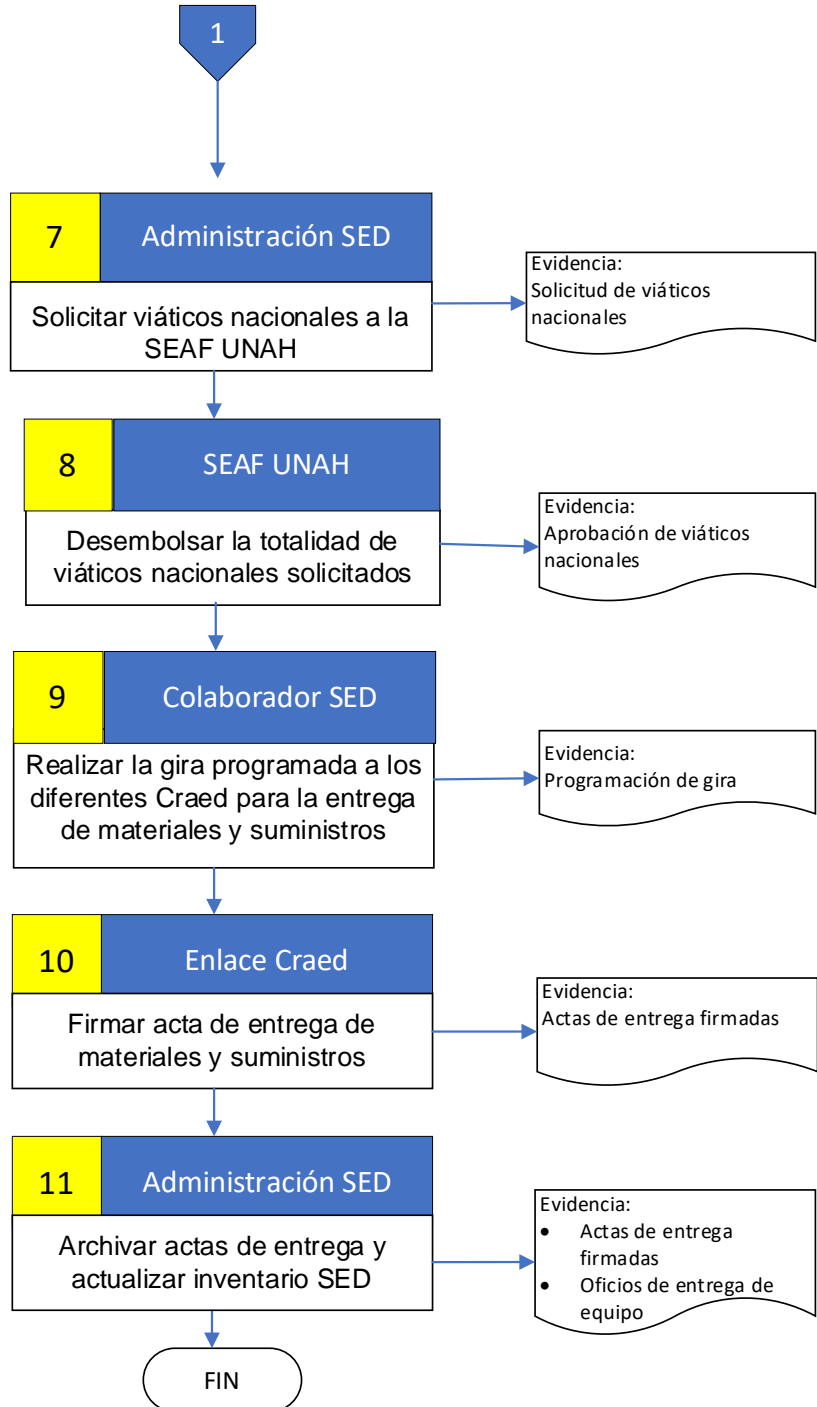 1
7
Administración SED
Solicitar viáticos nacionales a la
SEAF UNAH
Evidencia:
Solicitud de viáticos
nacionales
8
SEAF UNAH
Desembolsar la totalidad de
viáticos nacionales solicitados
Evidencia:
Aprobación de viáticos
nacionales
9
Colaborador SED
Realizar la gira programada a los
diferentes Craed para la entrega
de materiales y suministros
Evidencia:
Programación de gira
10
Enlace Craed
Firmar acta de entrega de
materiales y suministros
Evidencia:
Actas de entrega firmadas
11
Administración SED
Archivar actas de entrega y
actualizar inventario SED
Evidencia:
• Actas de entrega
firmadas
• Oficios de entrega de
equipo
FIN